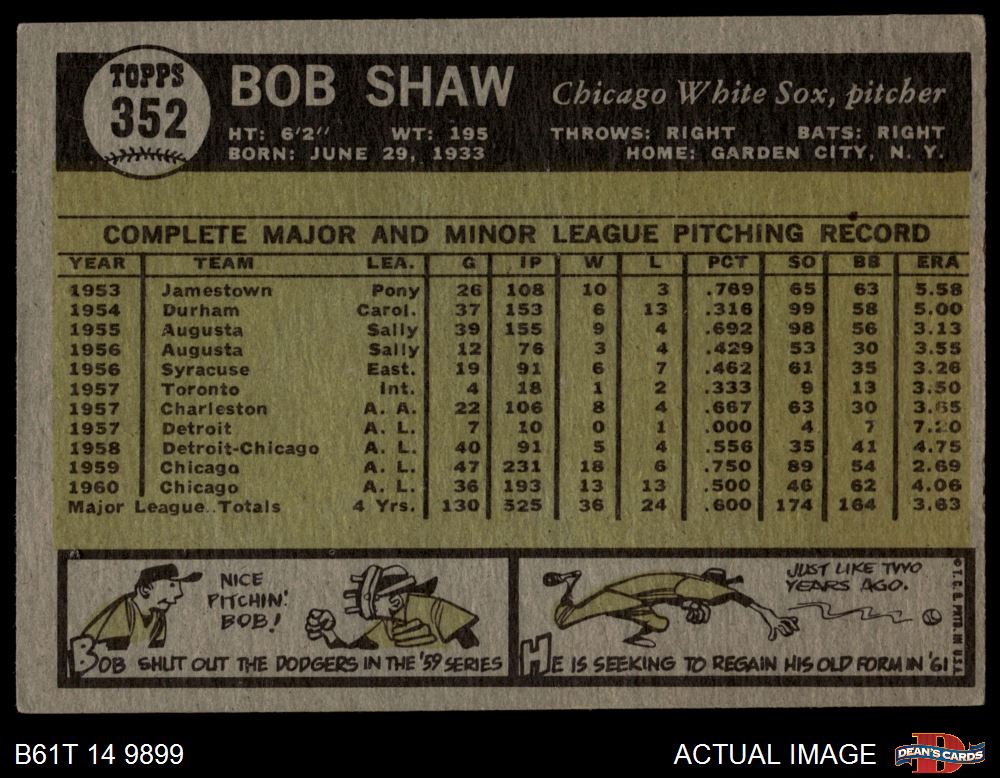 TOPPS
352
BOB SHAW
Chicago White Sox, pitcher
HT: 6'2" WT: 195 THROWS: RIGHT BATS: RIGHT
BORN: JUNE 29, 1933 HOME: GARDEN CITY, N. Y.
COMPLETE MAJOR AND MINOR LEAGUE PITCHING RECORD
YEAR TEAM LEA. G IP W L PCT SO BB ERA
1953 Jamestown Pony 26 108 10 3 .769 65 63 5.58
1954 Durham Carol. 37 153 6 13 .316 99 58 5.00
1955 Augusta Sally 39 155 9 4 .692 98 56 3.13
1956 Augusta Sally 12 76 3 4 .429 53 30 3.55
1956 Syracuse East. 19 91 6 7 .462 61 35 3.26
1957 Toronto Int. 4 18 1 2 .333 9 13 3.50
1957 Charleston A. A. 22 106 8 4 .667 63 30 3.65
1957 Detroit A. L. 7 10 0 1 .000 4 7 7.20
1958 Detroit-Chicago A. L. 40 91 5 4 .556 35 41 4.75
1959 Chicago A. L. 47 231 18 6 .750 89 54 2.69
1960 Chicago A. L. 36 193 13 13 .500 46 62 4.06
Major League Totals 4 Yrs. 130 525 36 24 .600 174 164 3.63
NICE
PITCHIN'
BOB!
BOB SHUT OUT THE DODGERS IN THE '59 SERIES
JUST LIKE TWO
YEARS AGO.
HE IS SEEKING TO REGAIN HIS OLD FORM IN '61
© T.C.G. PRTD. IN U.S.A.
B61T 14 9899
ACTUAL IMAGE
DEAN'S CARDS